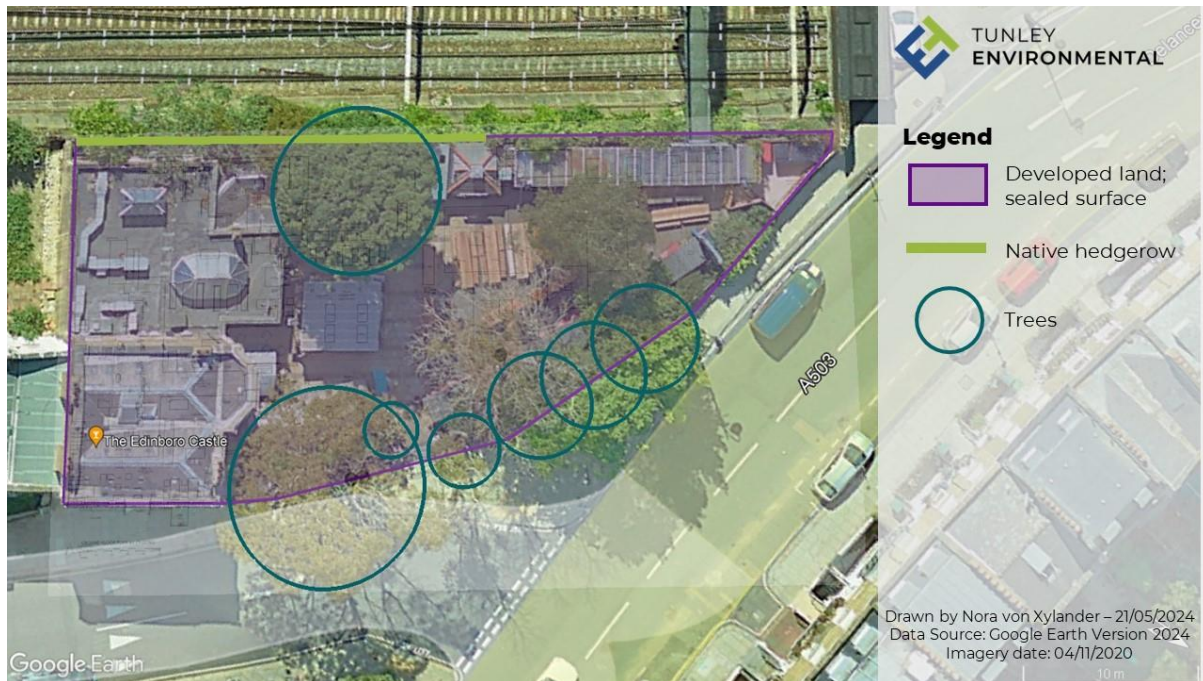 TUNLEY
ENVIRONMENTAL
Legend
Developed land;
sealed surface
Native hedgerow
Trees
A503
The Edinboro Castle
Drawn by Nora von Xylander – 21/05/2024
Data Source: Google Earth Version 2024
Imagery date: 04/11/2020
10 m
Google Earth